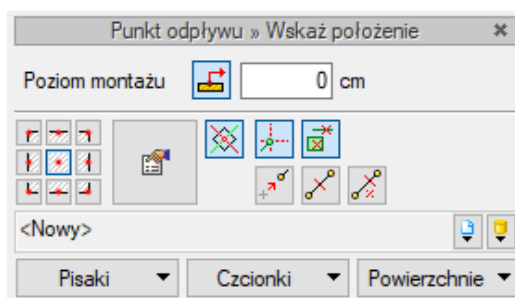 Punkt odpływu » Wskaż położenie
Poziom montażu 0 cm
<Nowy>
Pisaki Czcionki Powierzchnie